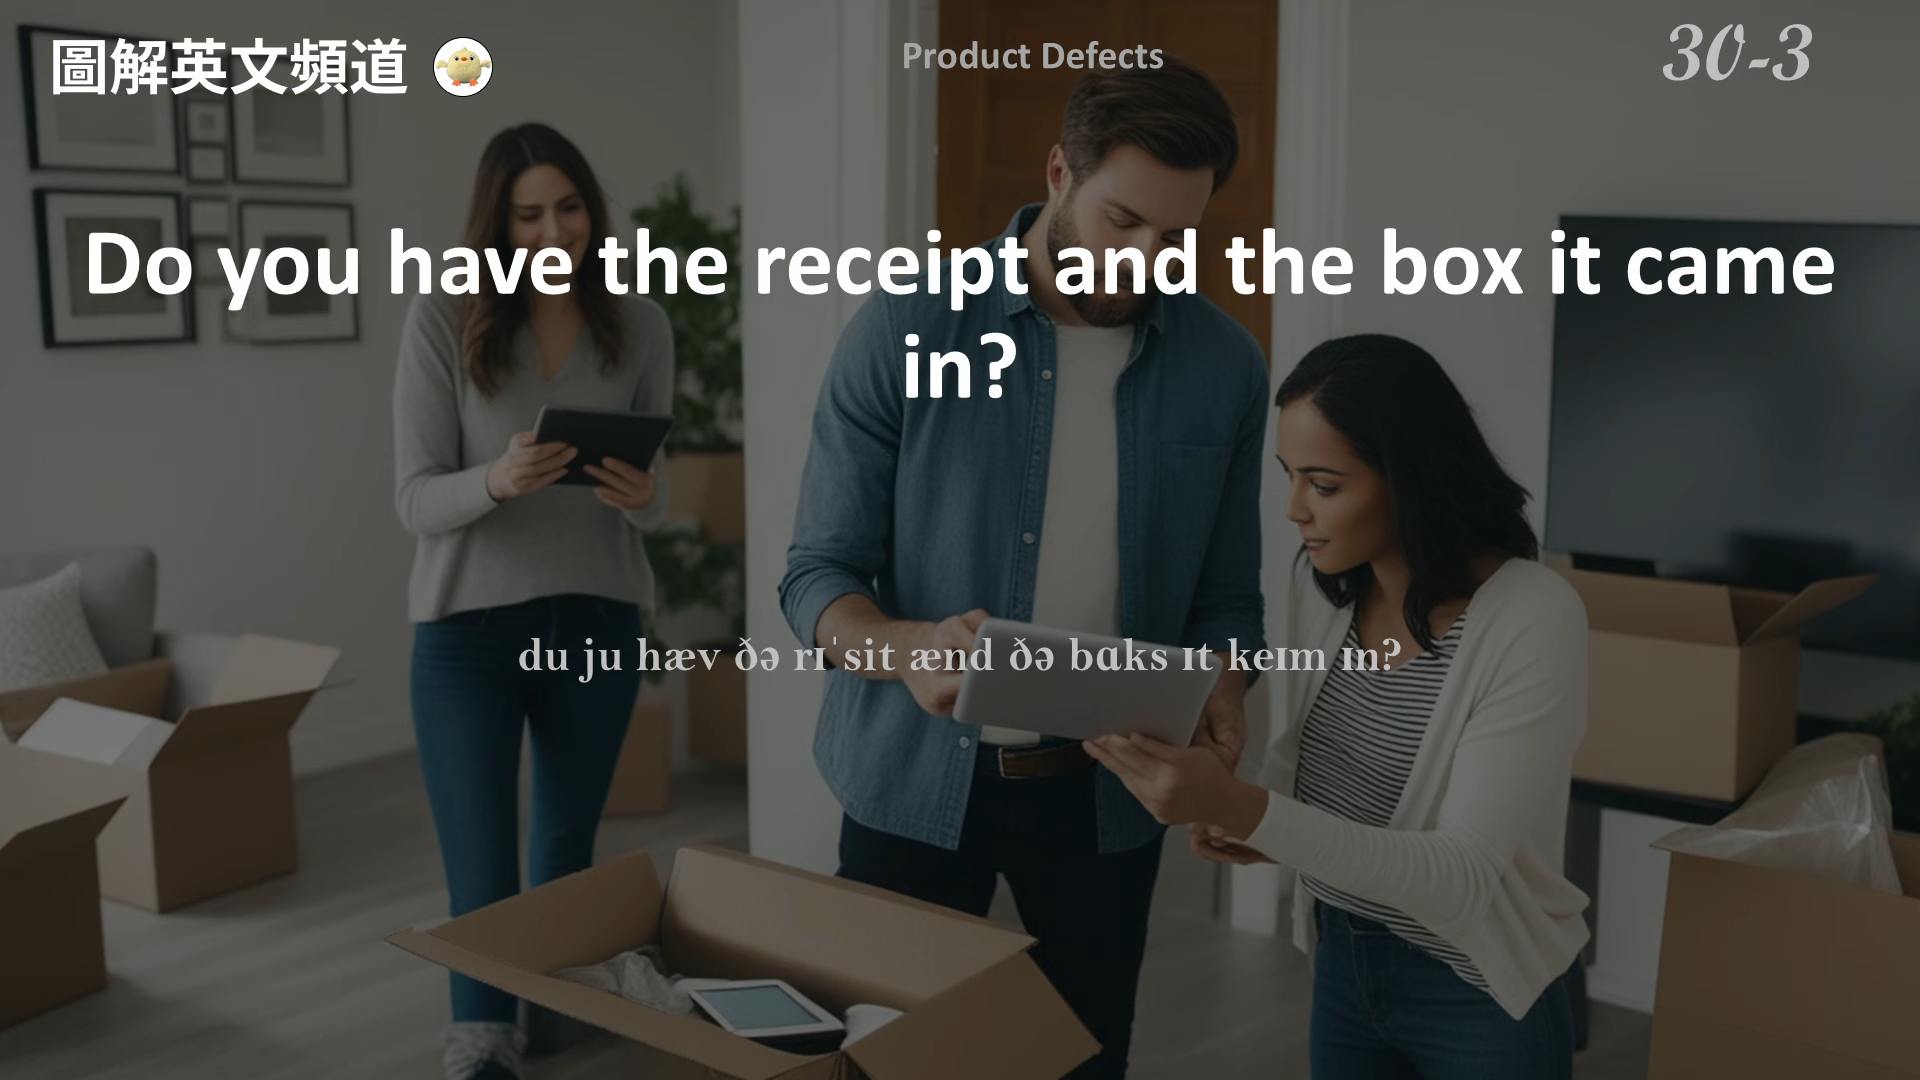 圖解英文頻道
Product Defects
30-3
Do you have the receipt and the box it came
in?
du ju hæv ðə rɪˈsit ænd ðə bɑks ɪt keɪm ɪn?